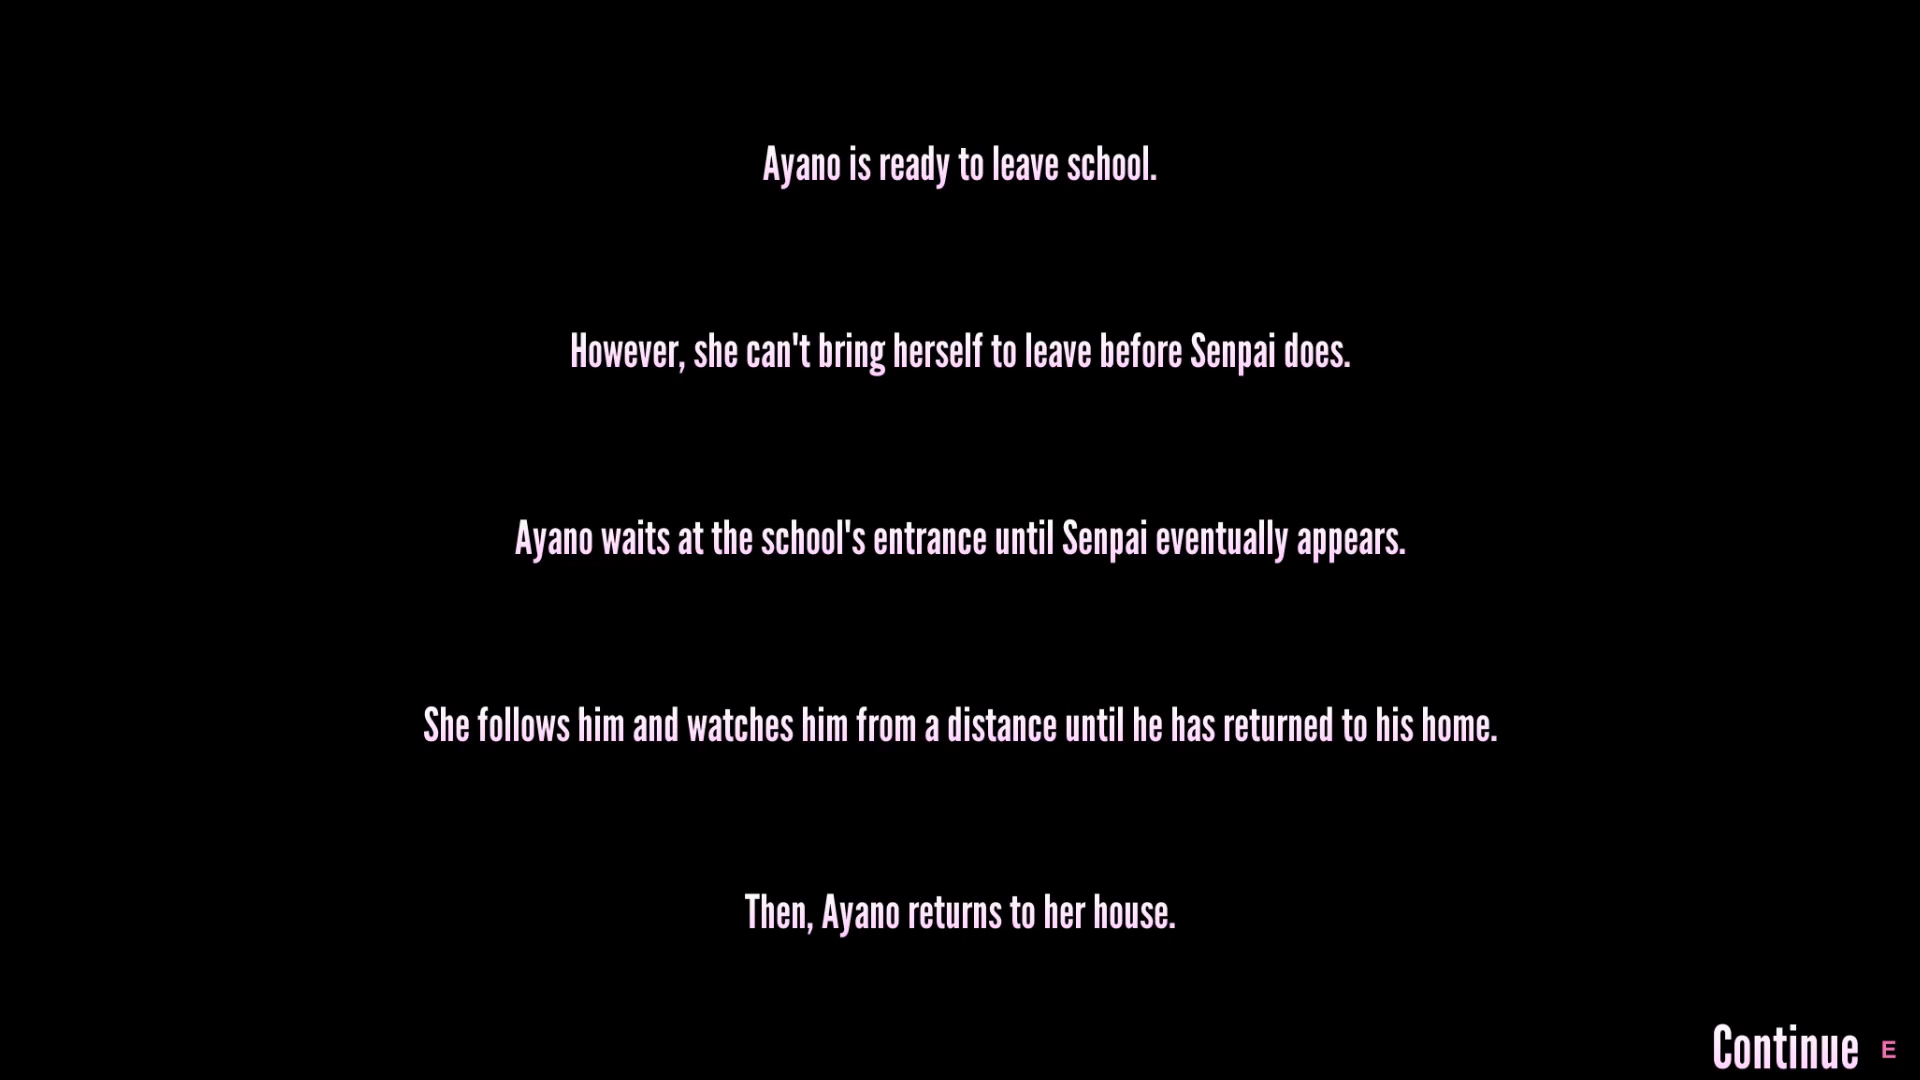 Ayano is ready to leave school.
However, she can't bring herself to leave before Senpai does.
Ayano waits at the school's entrance until Senpai eventually appears.
She follows him and watches him from a distance until he has returned to his home.
Then, Ayano returns to her house.
Continue E